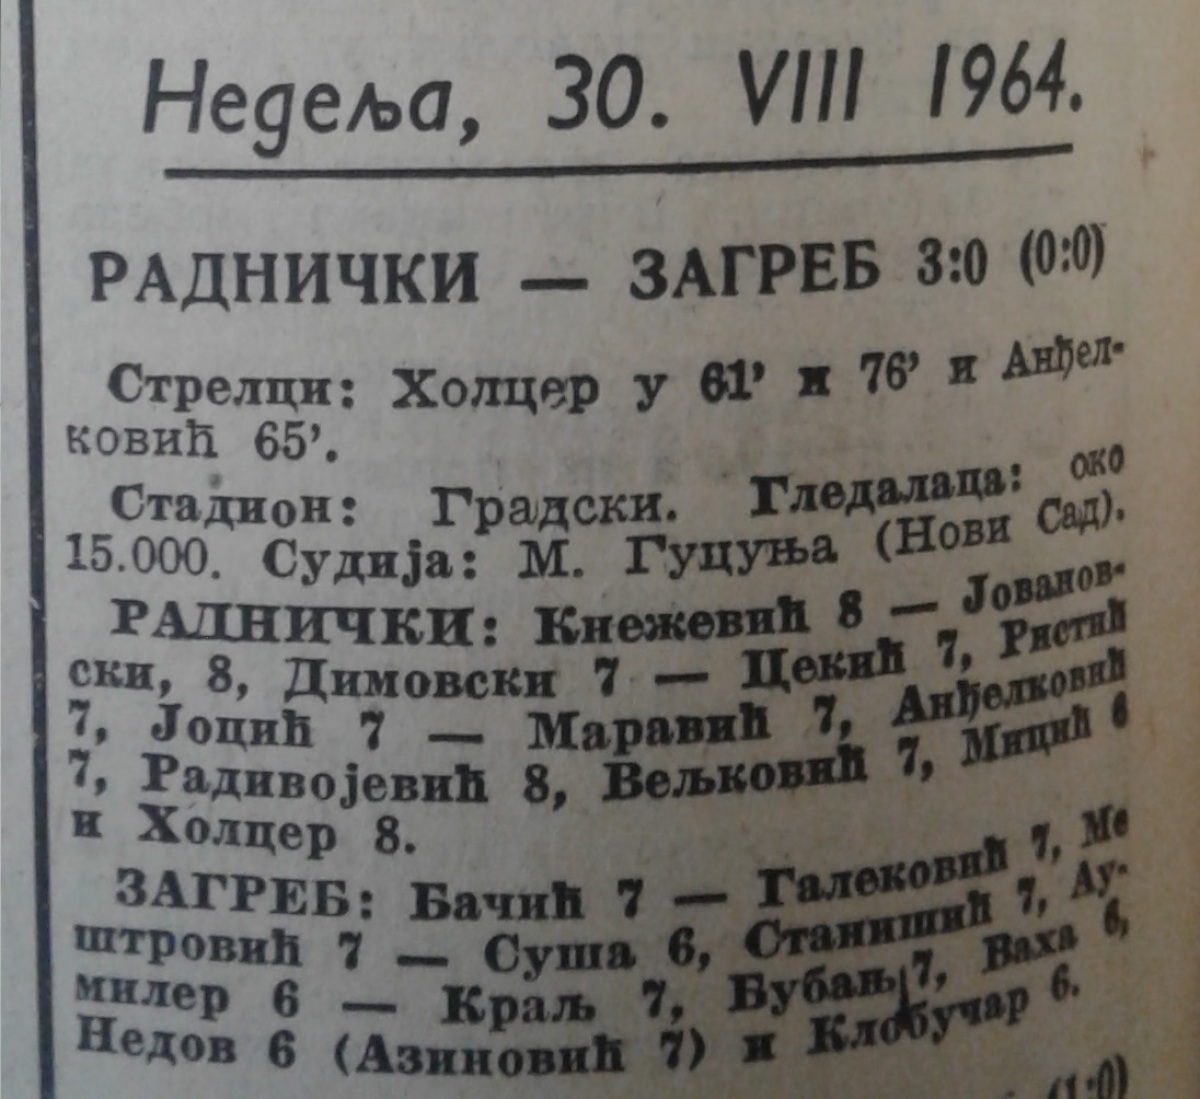 Недеља, 30. VIII 1964.
РАДНИЧКИ — ЗАГРЕБ 3:0 (0:0)
Стрелци: Холцер у 61’ и 76’ и Анђел-
ковић 65’.
Стадион: Градски. Гледалаца: око
15.000. Судија: М. Гуцуња (Нови Сад).
РАДНИЧКИ: Кнежевић 8 — Јованов-
ски, 8, Димовски 7 — Цекић 7, Ристић
7, Јоцић 7 — Маравић 7, Анђелковић
7, Радивојевић 8, Вељковић 7, Мицић 6
и Холцер 8.
ЗАГРЕБ: Бачић 7 — Галековић 7, Ме
штровић 7 — Суша 6, Станишић 7, Ау-
милер 6 — Краљ 7, Бубањ 7, Ваха 6,
Недов 6 (Азиновић 7) и Клобучар 6.
(1:0)